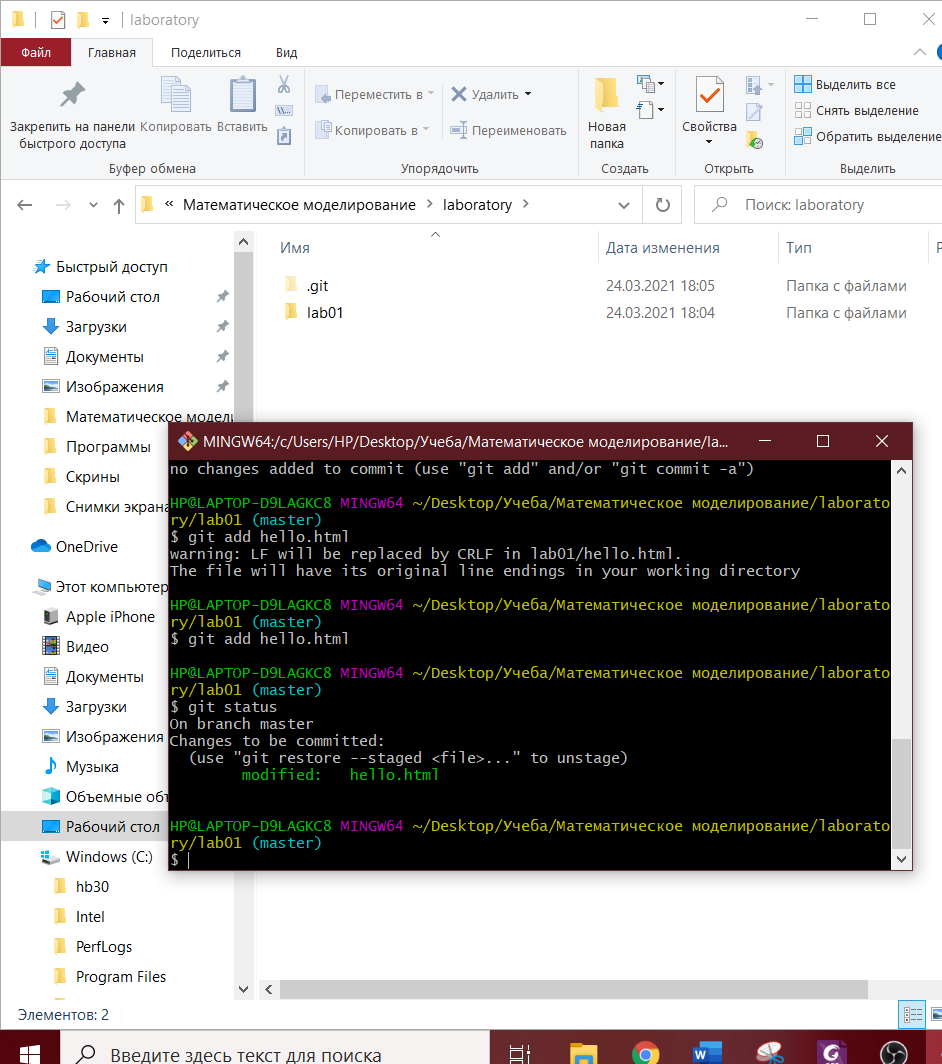 laboratory
Файл Главная Поделиться Вид
Закрепить на панели быстрого доступа
Копировать
Вставить
Буфер обмена
Переместить в
Копировать в
Удалить
Переименовать
Упорядочить
Новая папка
Создать
Свойства
Открыть
Выделить все
Снять выделение
Обратить выделение
Выделить
« Математическое моделирование > laboratory >
Поиск: laboratory
Имя Дата изменения Тип Р
.git 24.03.2021 18:05 Папка с файлами
lab01 24.03.2021 18:04 Папка с файлами
Быстрый доступ
Рабочий стол
Загрузки
Документы
Изображения
Математическое модели
Программы
Скрины
Снимки экрана
OneDrive
Этот компьютер
Apple iPhone
Видео
Документы
Загрузки
Изображения
Музыка
Объемные объ
Рабочий стол
Windows (C:)
hb30
Intel
PerfLogs
Program Files
Элементов: 2
MINGW64:/c/Users/HP/Desktop/Учеба/Математическое моделирование/la...
no changes added to commit (use "git add" and/or "git commit -a")
HP@LAPTOP-D9LAGKC8 MINGW64 ~/Desktop/Учеба/Математическое моделирование/laborato
ry/lab01 (master)
$ git add hello.html
warning: LF will be replaced by CRLF in lab01/hello.html.
The file will have its original line endings in your working directory
HP@LAPTOP-D9LAGKC8 MINGW64 ~/Desktop/Учеба/Математическое моделирование/laborato
ry/lab01 (master)
$ git add hello.html
HP@LAPTOP-D9LAGKC8 MINGW64 ~/Desktop/Учеба/Математическое моделирование/laborato
ry/lab01 (master)
$ git status
On branch master
Changes to be committed:
(use "git restore --staged <file>..." to unstage)
modified: hello.html
HP@LAPTOP-D9LAGKC8 MINGW64 ~/Desktop/Учеба/Математическое моделирование/laborato
ry/lab01 (master)
$
Введите здесь текст для поиска